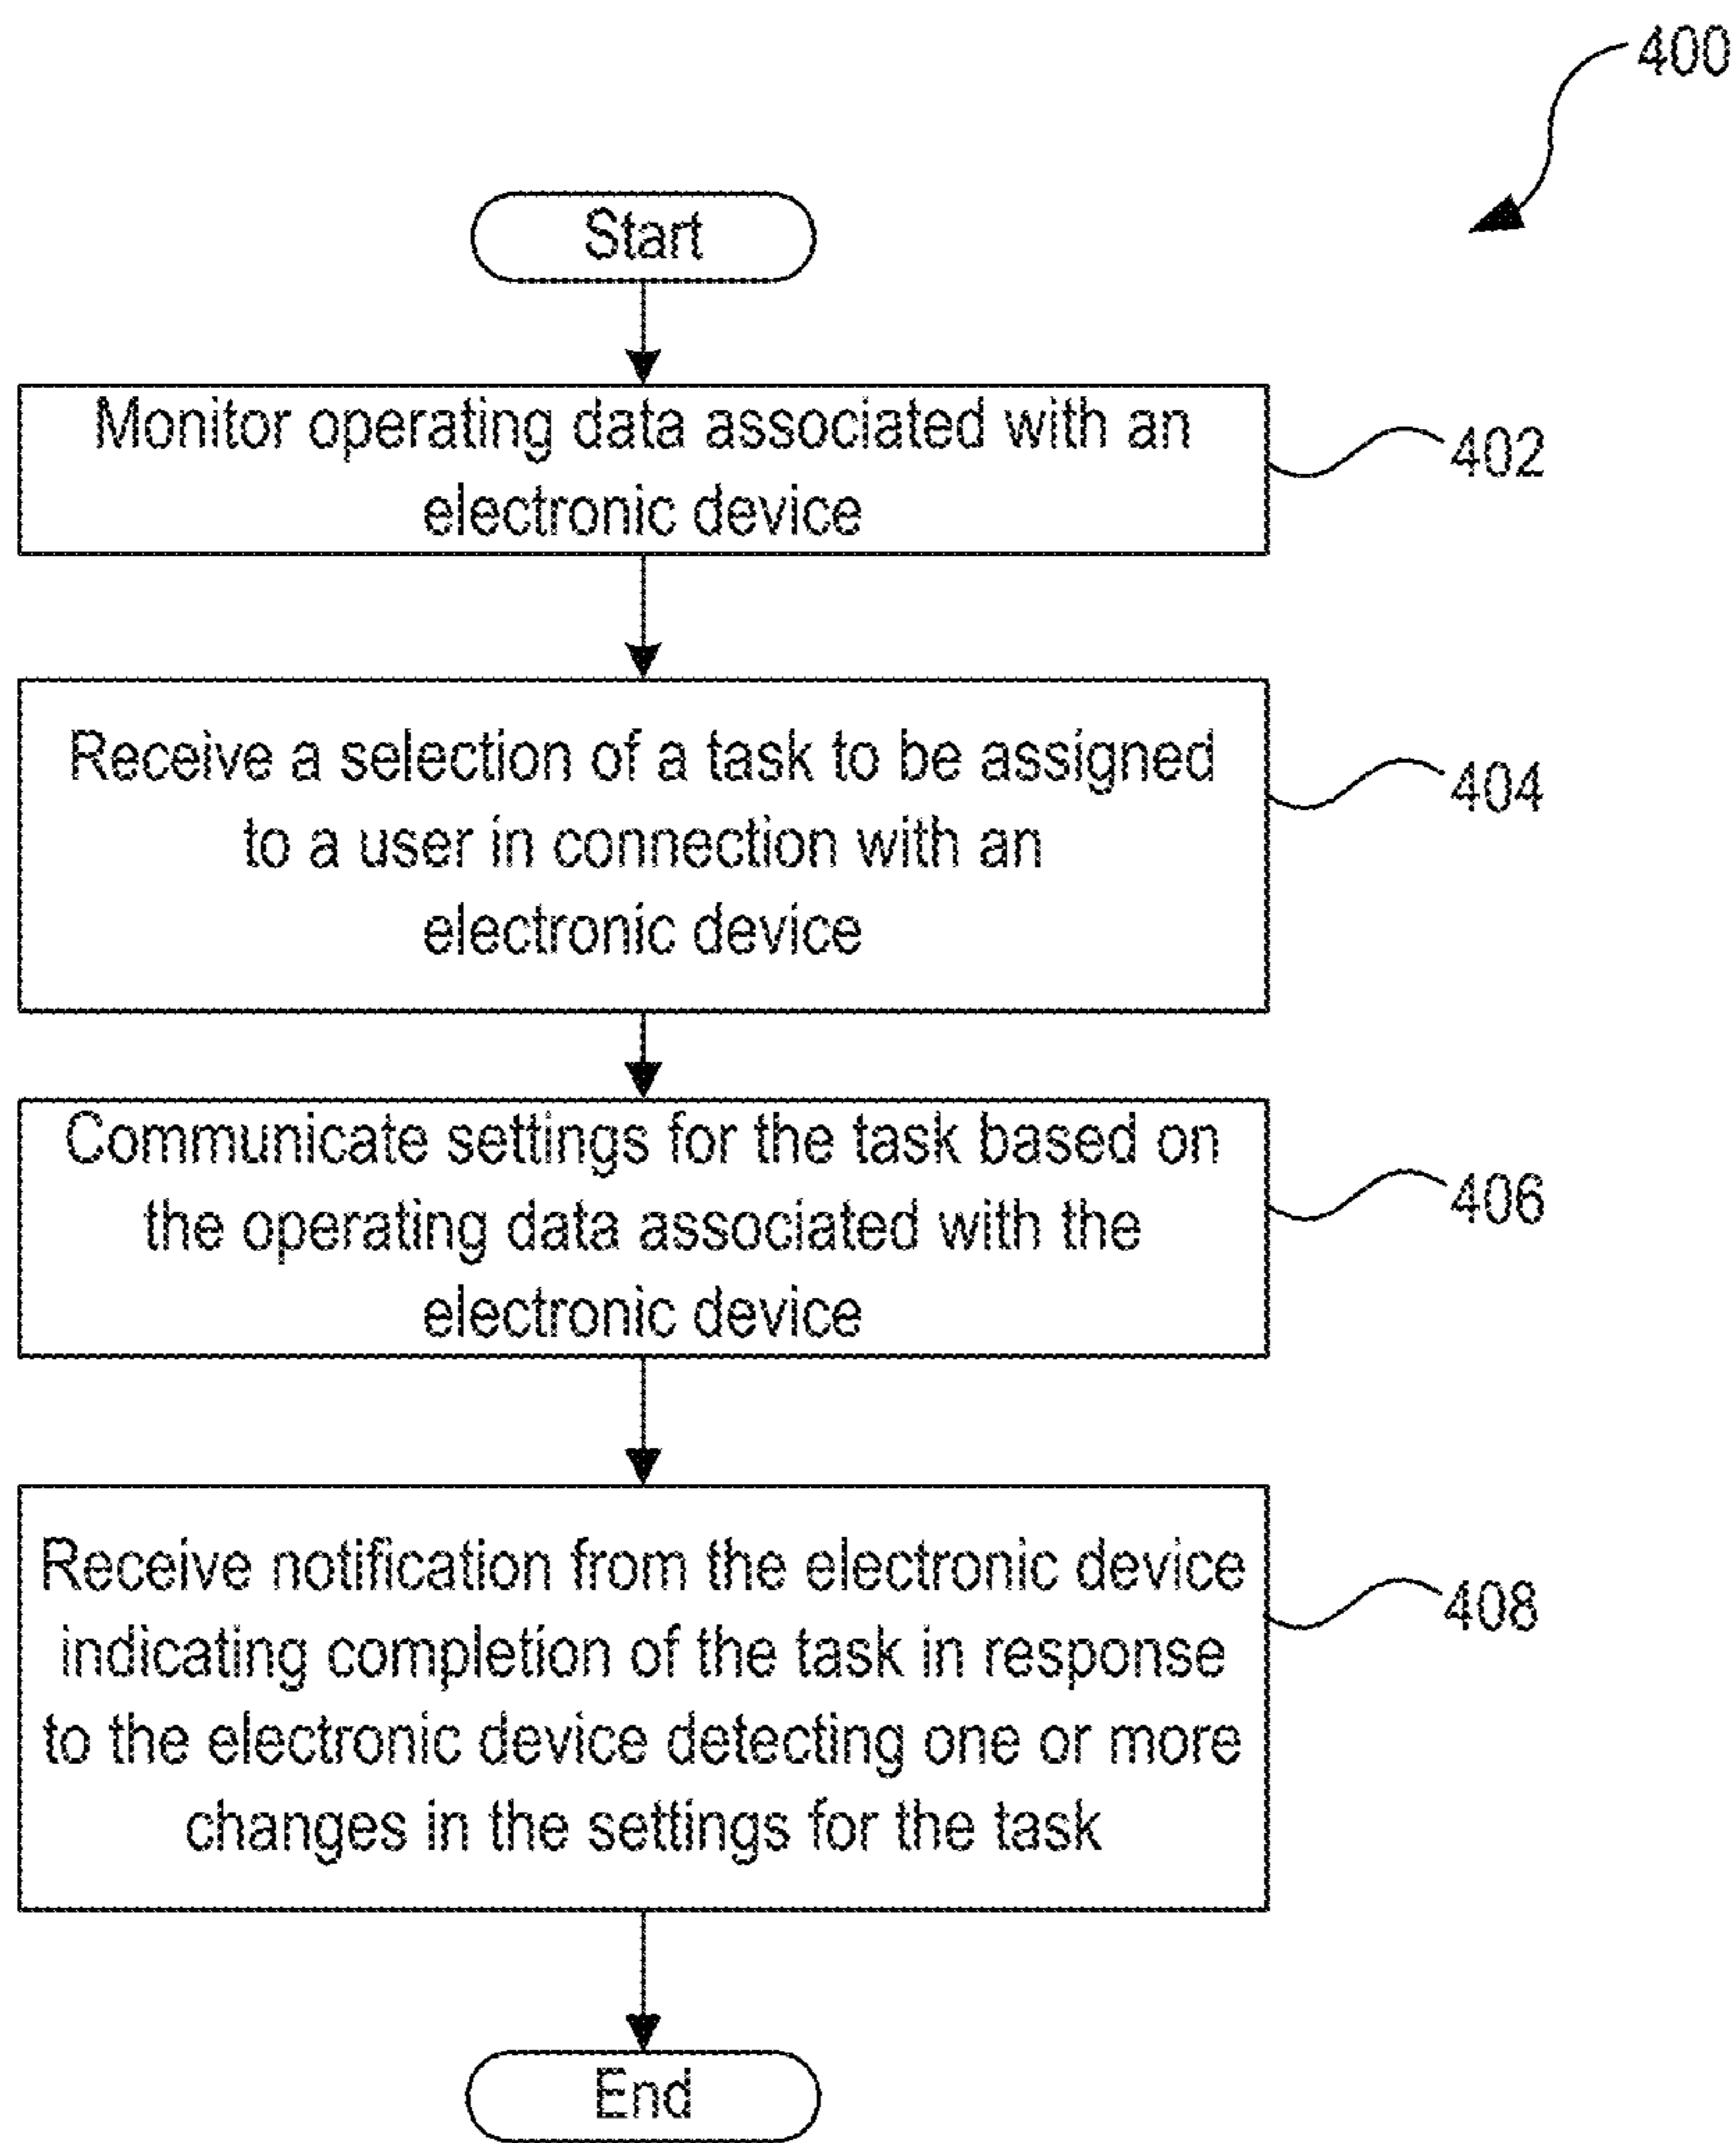 400
Start
Monitor operating data associated with an
electronic device
402
Receive a selection of a task to be assigned
to a user in connection with an
electronic device
404
Communicate settings for the task based on
the operating data associated with the
electronic device
406
Receive notification from the electronic device
indicating completion of the task in response
to the electronic device detecting one or more
changes in the settings for the task
408
End